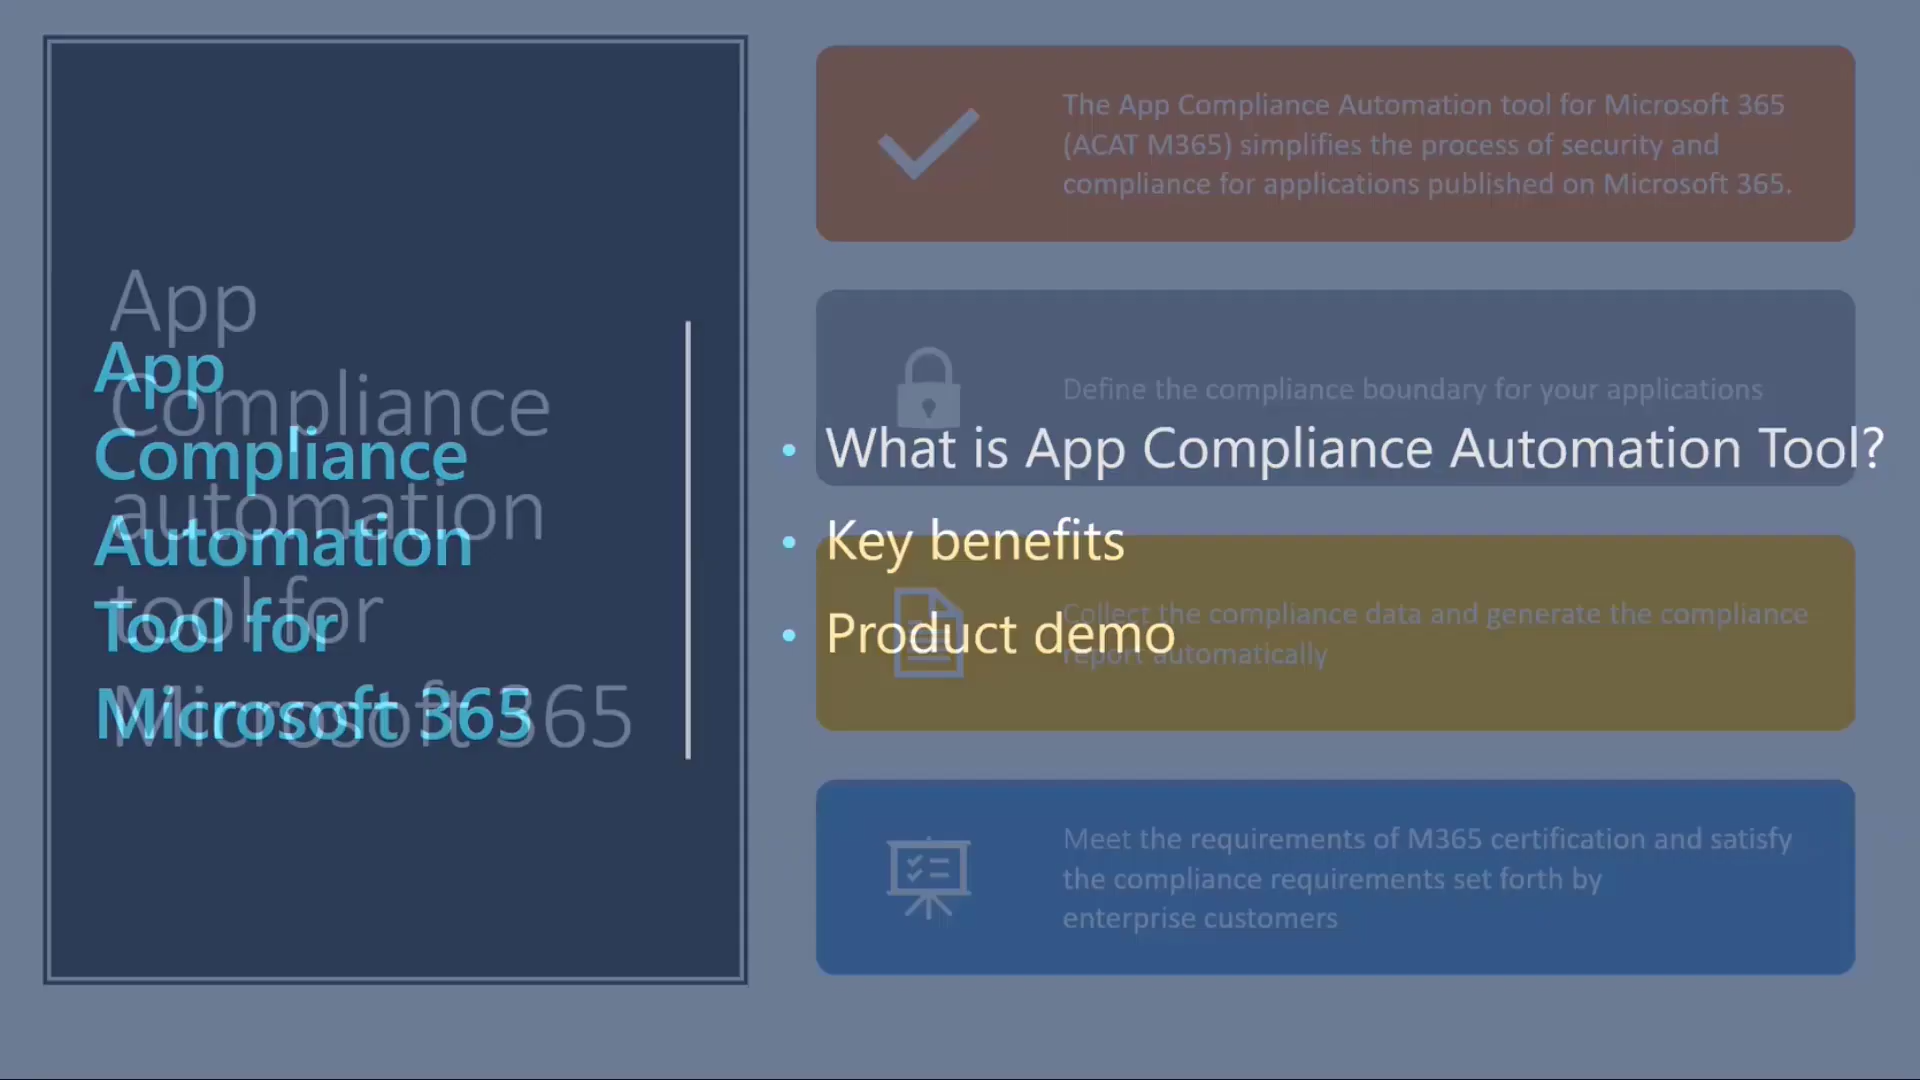 App
Compliance
Automation
Tool for
Microsoft 365
• What is App Compliance Automation Tool?
• Key benefits
• Product demo
App
Compliance
automation
tool for
Microsoft 365
The App Compliance Automation tool for Microsoft 365
(ACAT M365) simplifies the process of security and
compliance for applications published on Microsoft 365.
Define the compliance boundary for your applications
Collect the compliance data and generate the compliance
report automatically
Meet the requirements of M365 certification and satisfy
the compliance requirements set forth by
enterprise customers